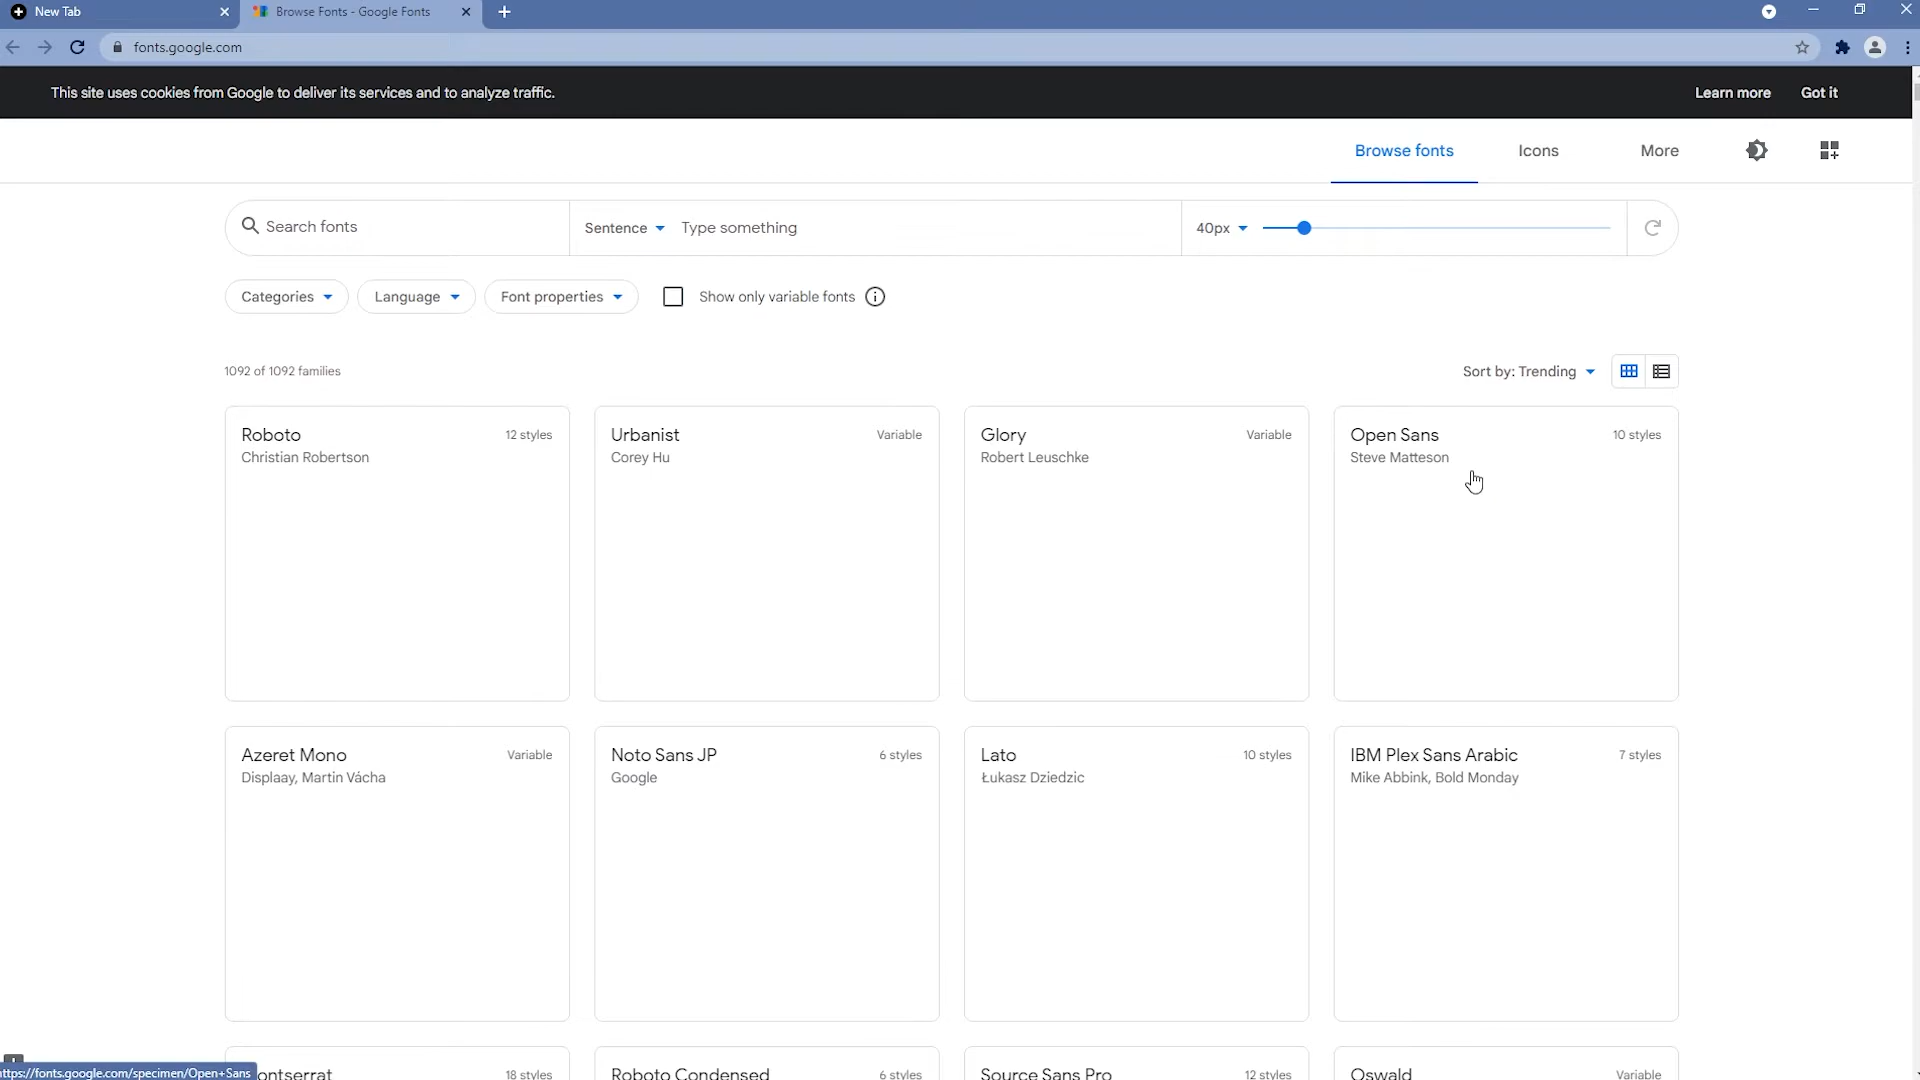 New Tab
Browse Fonts - Google Fonts
fonts.google.com
This site uses cookies from Google to deliver its services and to analyze traffic.
Learn more
Got it
Browse fonts
Icons
More
Search fonts
Sentence
Type something
40px
Categories
Language
Font properties
Show only variable fonts
1092 of 1092 families
Sort by: Trending
Roboto
12 styles
Christian Robertson
Urbanist
Variable
Corey Hu
Glory
Variable
Robert Leuschke
Open Sans
10 styles
Steve Matteson
Azeret Mono
Variable
Displaay, Martin Vácha
Noto Sans JP
6 styles
Google
Lato
10 styles
Łukasz Dziedzic
IBM Plex Sans Arabic
7 styles
Mike Abbink, Bold Monday
ttps://fonts.google.com/specimen/Open+Sans
ontserrat
18 styles
Roboto Condensed
6 styles
Source Sans Pro
12 styles
Oswald
Variable